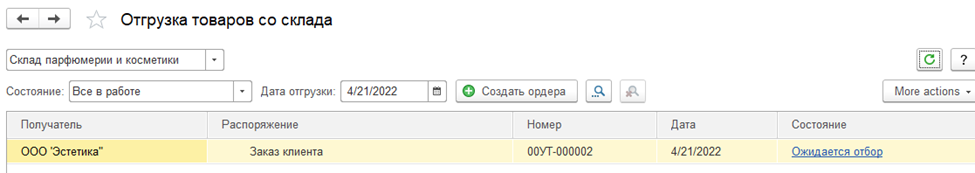 Отгрузка товаров со склада
Склад парфюмерии и косметики
?
Состояние: Все в работе Дата отгрузки: 4/21/2022 Создать ордера More actions
Получатель Распоряжение Номер Дата Состояние
ООО "Эстетика" Заказ клиента 00УТ-000002 4/21/2022 Ожидается отбор